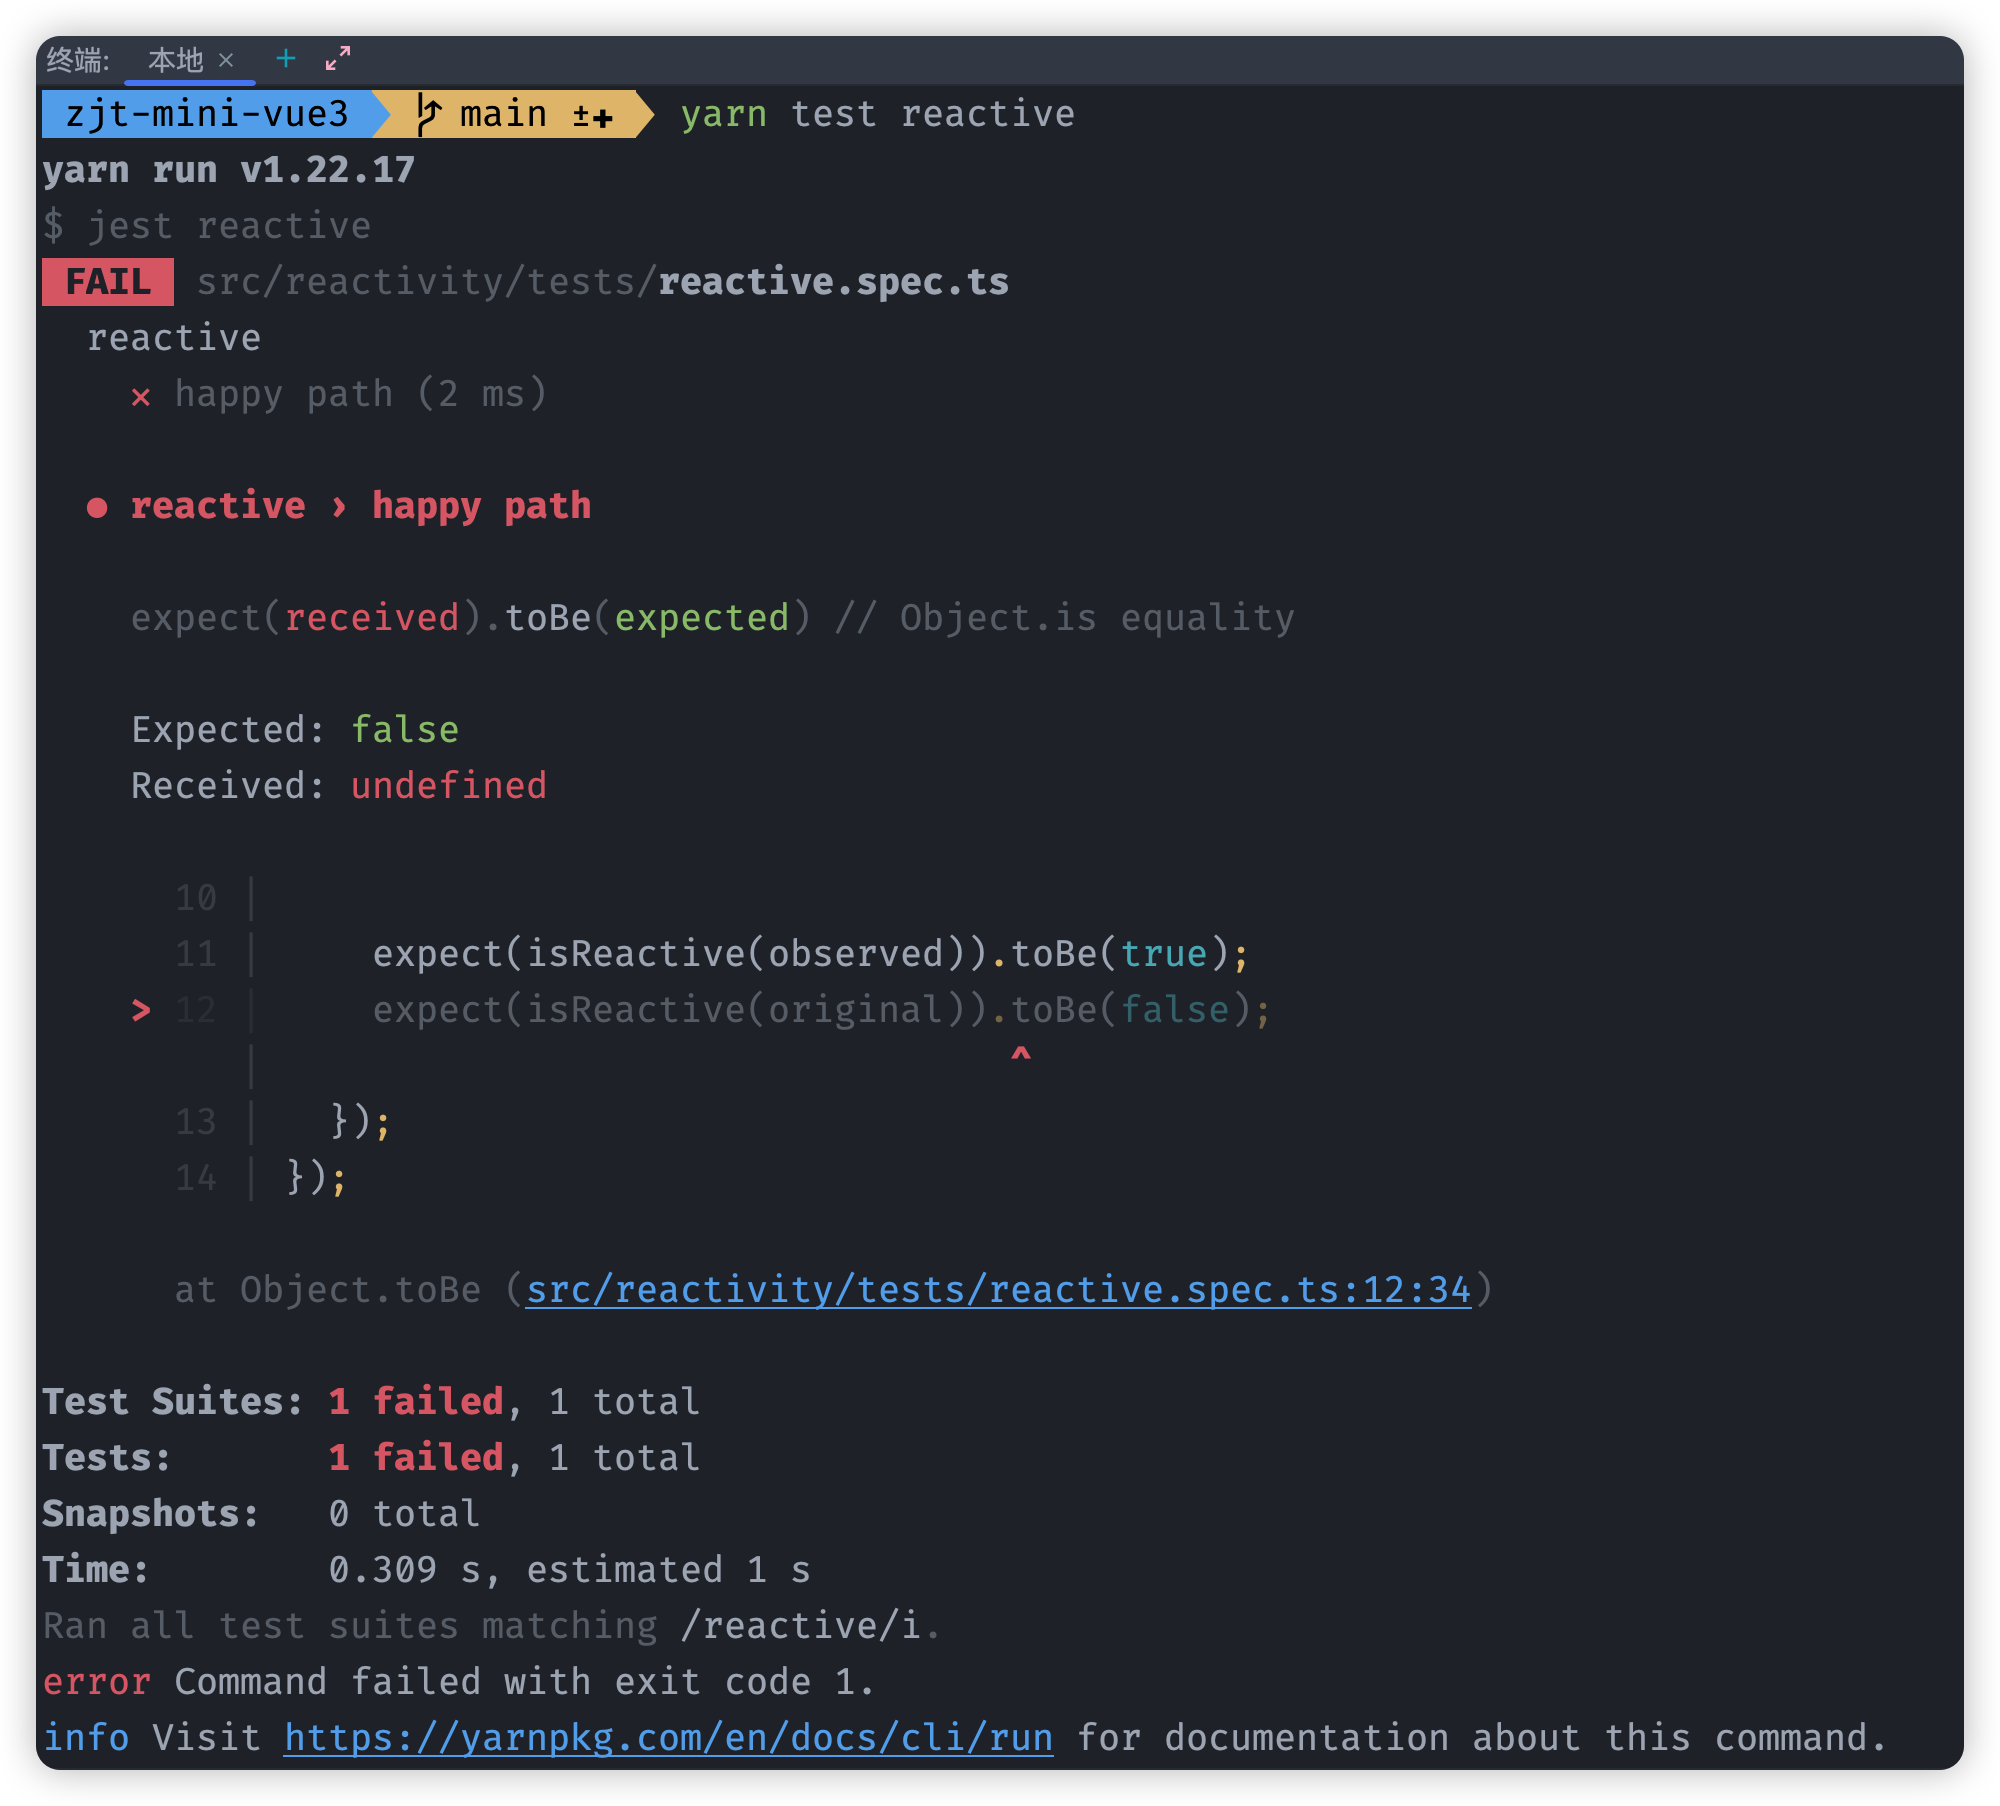 终端: 本地 × +
zjt-mini-vue3 main ±✚ yarn test reactive
yarn run v1.22.17
$ jest reactive
FAIL src/reactivity/tests/reactive.spec.ts
reactive
✕ happy path (2 ms)
● reactive › happy path
expect(received).toBe(expected) // Object.is equality
Expected: false
Received: undefined
10 |
11 | expect(isReactive(observed)).toBe(true);
> 12 | expect(isReactive(original)).toBe(false);
| ^
13 | });
14 | });
at Object.toBe (src/reactivity/tests/reactive.spec.ts:12:34)
Test Suites: 1 failed, 1 total
Tests: 1 failed, 1 total
Snapshots: 0 total
Time: 0.309 s, estimated 1 s
Ran all test suites matching /reactive/i.
error Command failed with exit code 1.
info Visit https://yarnpkg.com/en/docs/cli/run for documentation about this command.